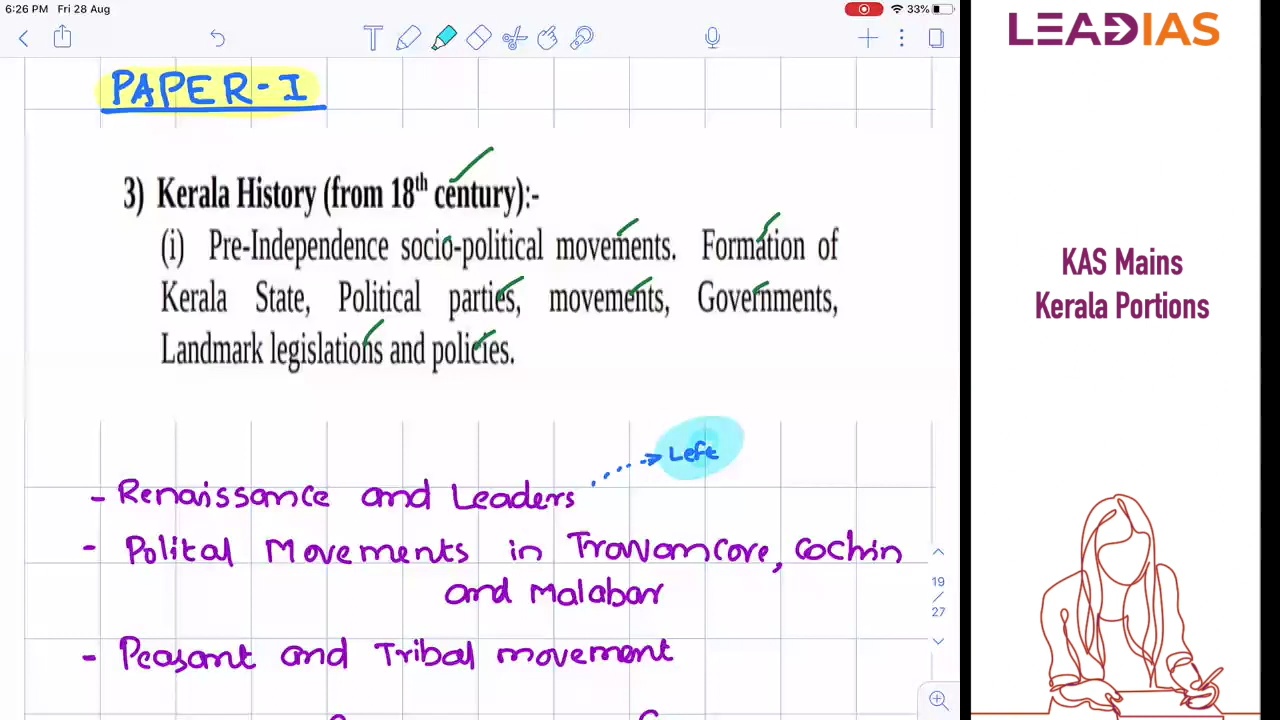 6:26 PM Fri 28 Aug
33%
LEADIAS
PAPER-I
3) Kerala History (from 18th century):-
(i) Pre-Independence socio-political movements. Formation of
Kerala State, Political parties, movements, Governments,
Landmark legislations and policies.
Left
- Renaissance and Leaders
- Polital Movements in Travamcore, Cochin
and Malabar
- Peasant and Tribal movement
19
/
27
KAS Mains
Kerala Portions